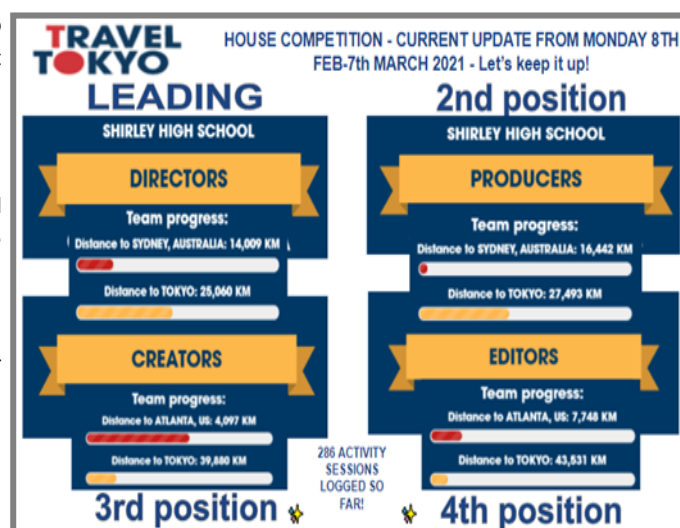 TRAVEL
TOKYO
HOUSE COMPETITION - CURRENT UPDATE FROM MONDAY 8TH
FEB-7th MARCH 2021 - Let's keep it up!
LEADING
SHIRLEY HIGH SCHOOL
DIRECTORS
Team progress:
Distance to SYDNEY, AUSTRALIA: 14,009 KM
Distance to TOKYO: 25,060 KM
2nd position
SHIRLEY HIGH SCHOOL
PRODUCERS
Team progress:
Distance to SYDNEY, AUSTRALIA: 16,442 KM
Distance to TOKYO: 27,493 KM
CREATORS
Team progress:
Distance to ATLANTA, US: 4,097 KM
Distance to TOKYO: 39,880 KM
3rd position
EDITORS
Team progress:
Distance to ATLANTA, US: 7,748 KM
Distance to TOKYO: 43,531 KM
4th position
286 ACTIVITY
SESSIONS
LOGGED SO
FAR!